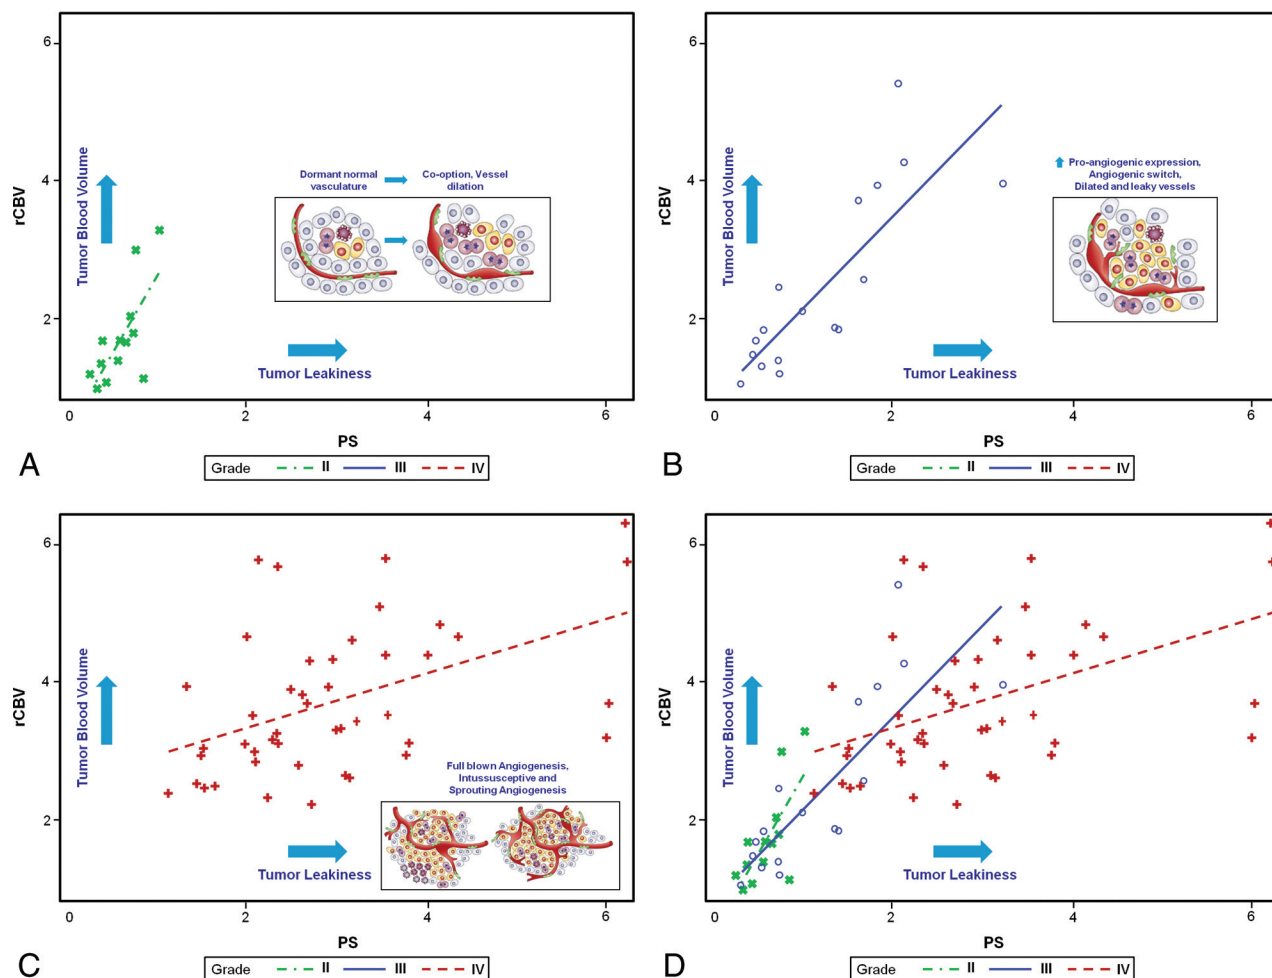 6
4
2
0
2
4
6
rCBV
Tumor Blood Volume
Dormant normal
vasculature
Co-option, Vessel
dilation
Tumor Leakiness
PS
A
Grade II III IV
6
4
2
0
2
4
6
rCBV
Tumor Blood Volume
Pro-angiogenic expression,
Angiogenic switch,
Dilated and leaky vessels
Tumor Leakiness
PS
B
Grade II III IV
6
4
2
0
2
4
6
rCBV
Tumor Blood Volume
Full blown Angiogenesis,
Intussusceptive and
Sprouting Angiogenesis
Tumor Leakiness
PS
C
Grade II III IV
6
4
2
0
2
4
6
rCBV
Tumor Blood Volume
Tumor Leakiness
PS
D
Grade II III IV